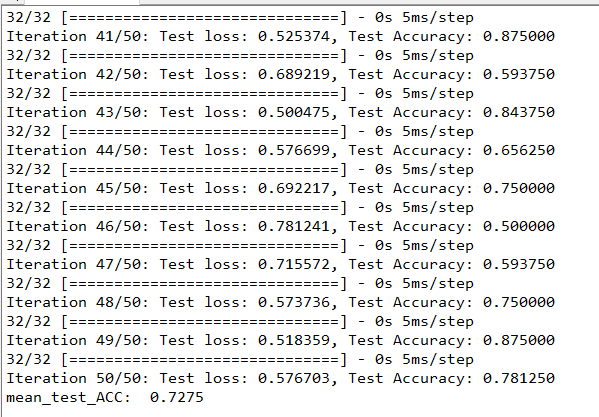 32/32 [==============================] - 0s 5ms/step
Iteration 41/50: Test loss: 0.525374, Test Accuracy: 0.875000
32/32 [==============================] - 0s 5ms/step
Iteration 42/50: Test loss: 0.689219, Test Accuracy: 0.593750
32/32 [==============================] - 0s 5ms/step
Iteration 43/50: Test loss: 0.500475, Test Accuracy: 0.843750
32/32 [==============================] - 0s 5ms/step
Iteration 44/50: Test loss: 0.576699, Test Accuracy: 0.656250
32/32 [==============================] - 0s 5ms/step
Iteration 45/50: Test loss: 0.692217, Test Accuracy: 0.750000
32/32 [==============================] - 0s 5ms/step
Iteration 46/50: Test loss: 0.781241, Test Accuracy: 0.500000
32/32 [==============================] - 0s 5ms/step
Iteration 47/50: Test loss: 0.715572, Test Accuracy: 0.593750
32/32 [==============================] - 0s 5ms/step
Iteration 48/50: Test loss: 0.573736, Test Accuracy: 0.750000
32/32 [==============================] - 0s 5ms/step
Iteration 49/50: Test loss: 0.518359, Test Accuracy: 0.875000
32/32 [==============================] - 0s 5ms/step
Iteration 50/50: Test loss: 0.576703, Test Accuracy: 0.781250
mean_test_ACC:  0.7275